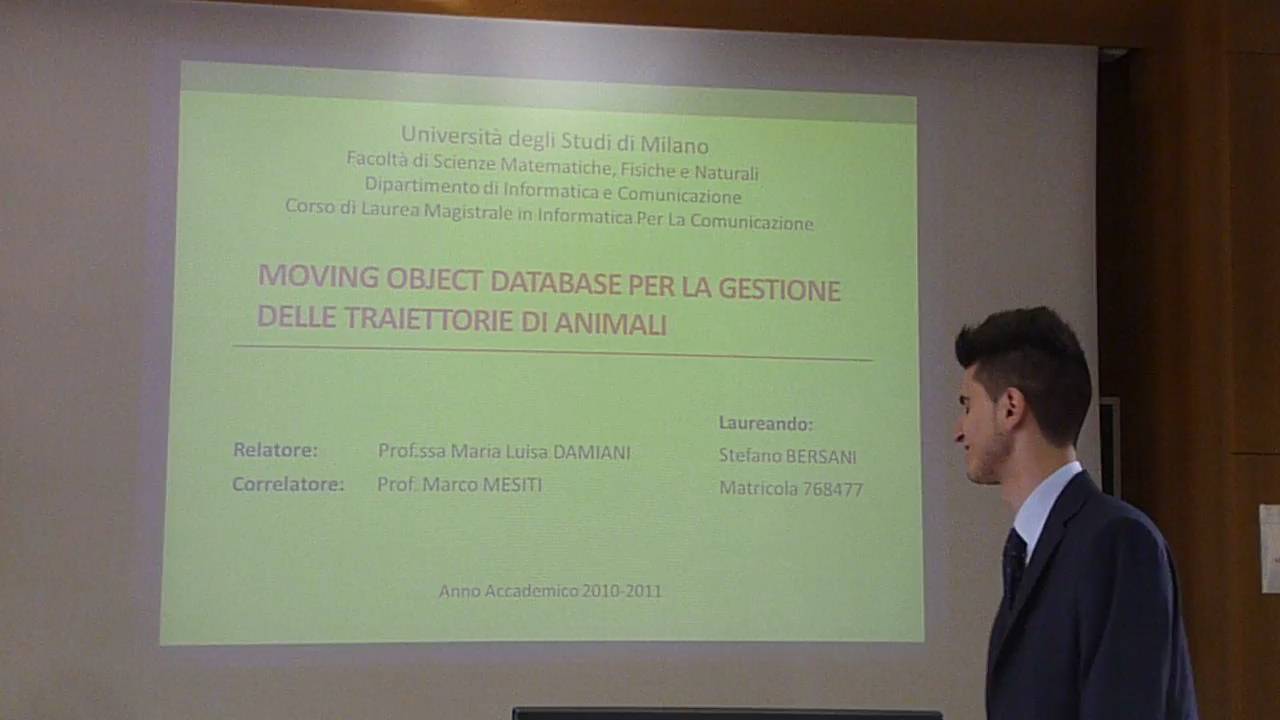 Università degli Studi di Milano
Facoltà di Scienze Matematiche, Fisiche e Naturali
Dipartimento di Informatica e Comunicazione
Corso di Laurea Magistrale in Informatica Per La Comunicazione
MOVING OBJECT DATABASE PER LA GESTIONE
DELLE TRAIETTORIE DI ANIMALI
Relatore: Prof.ssa Maria Luisa DAMIANI
Correlatore: Prof. Marco MESITI
Laureando:
Stefano BERSANI
Matricola 768477
Anno Accademico 2010-2011